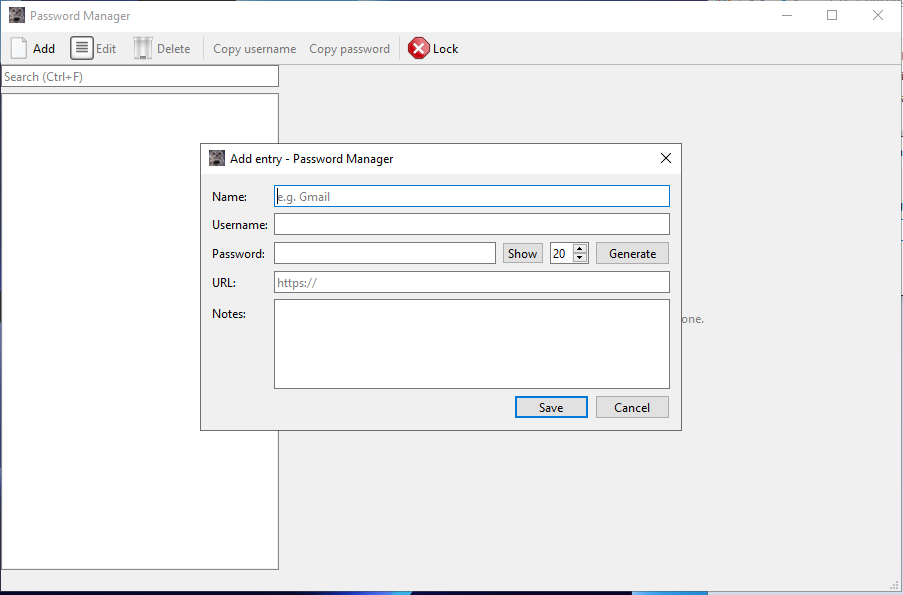 Password Manager
Add Edit Delete Copy username Copy password Lock
Search (Ctrl+F)
Add entry - Password Manager
Name: e.g. Gmail
Username:
Password: Show 20 Generate
URL: https://
Notes:
one.
Save Cancel